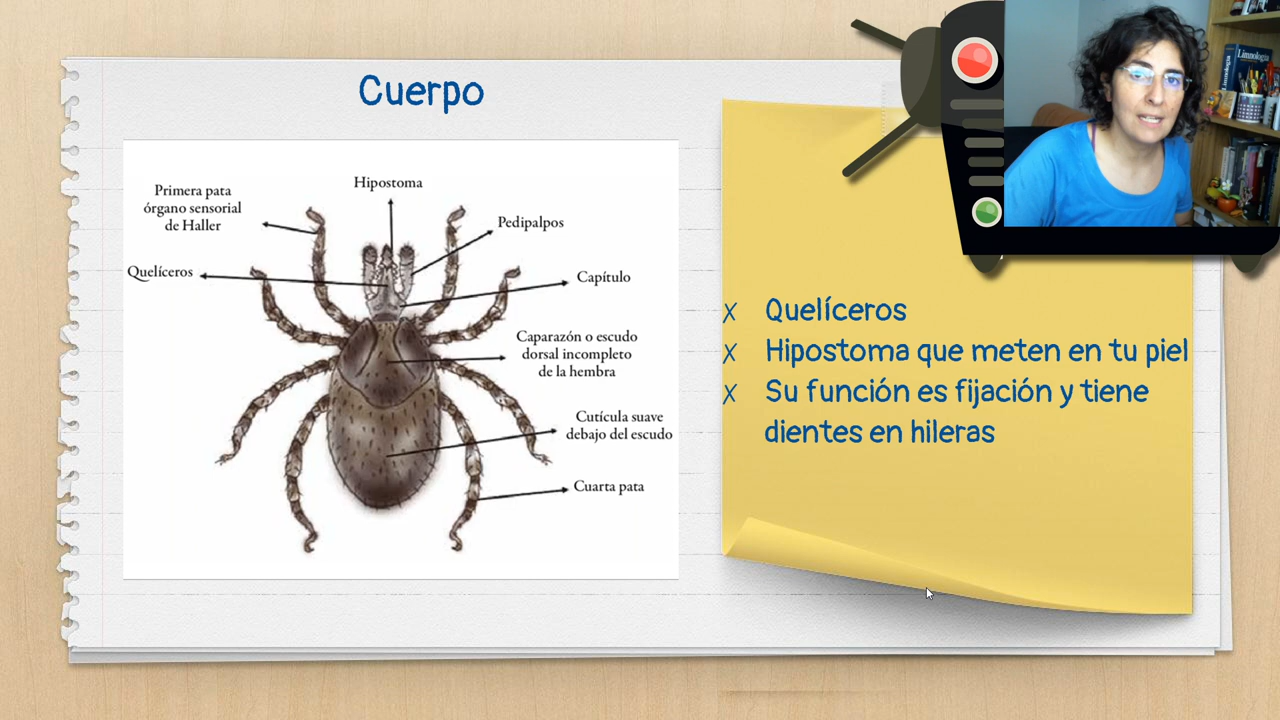 Cuerpo
Hipostoma
Primera pata
órgano sensorial
de Haller
Pedipalpos
Quelíceros
Capítulo
Caparazón o escudo
dorsal incompleto
de la hembra
Cutícula suave
debajo del escudo
Cuarta pata
x Quelíceros
x Hipostoma que meten en tu piel
x Su función es fijación y tiene
dientes en hileras
Limnología
Limnología